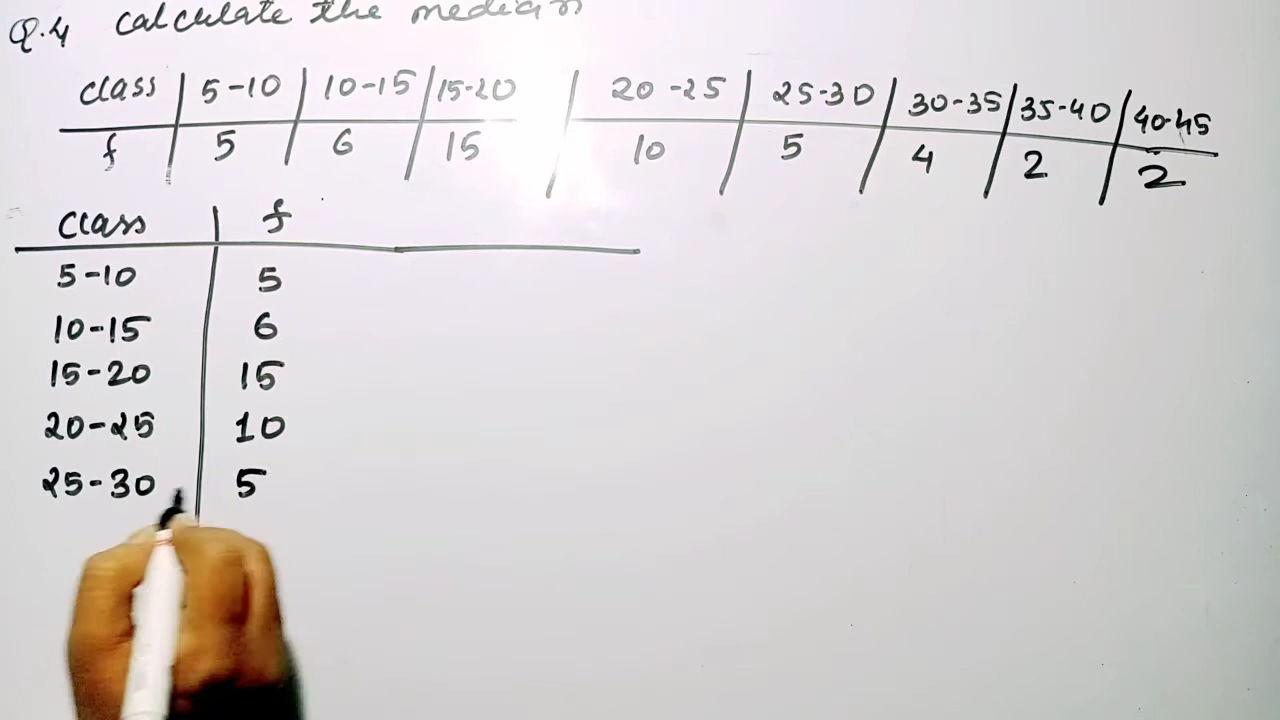 Q.4 Calculate the median
class | 5-10 | 10-15 | 15-20 | 20-25 | 25-30 | 30-35 | 35-40 | 40-45
f | 5 | 6 | 15 | 10 | 5 | 4 | 2 | 2
class | f
5-10 | 5
10-15 | 6
15-20 | 15
20-25 | 10
25-30 | 5